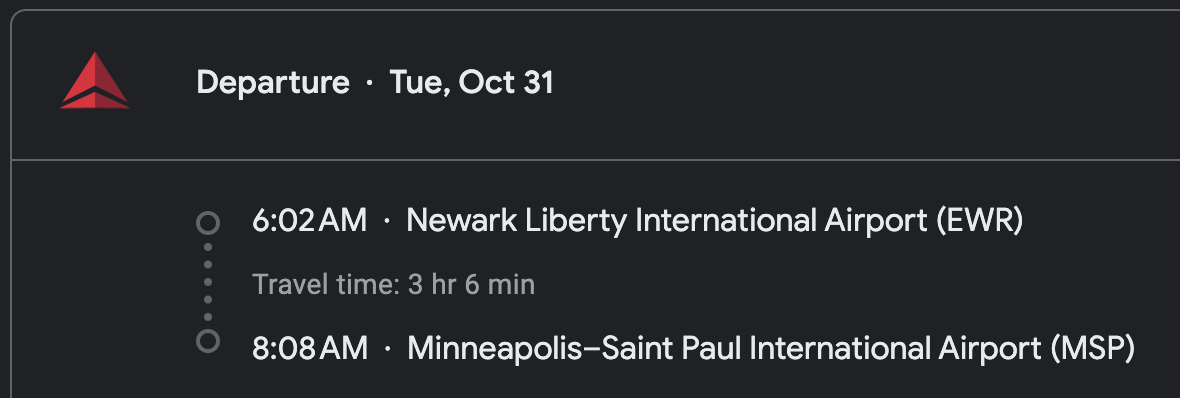 Departure · Tue, Oct 31
6:02 AM · Newark Liberty International Airport (EWR)
Travel time: 3 hr 6 min
8:08 AM · Minneapolis–Saint Paul International Airport (MSP)